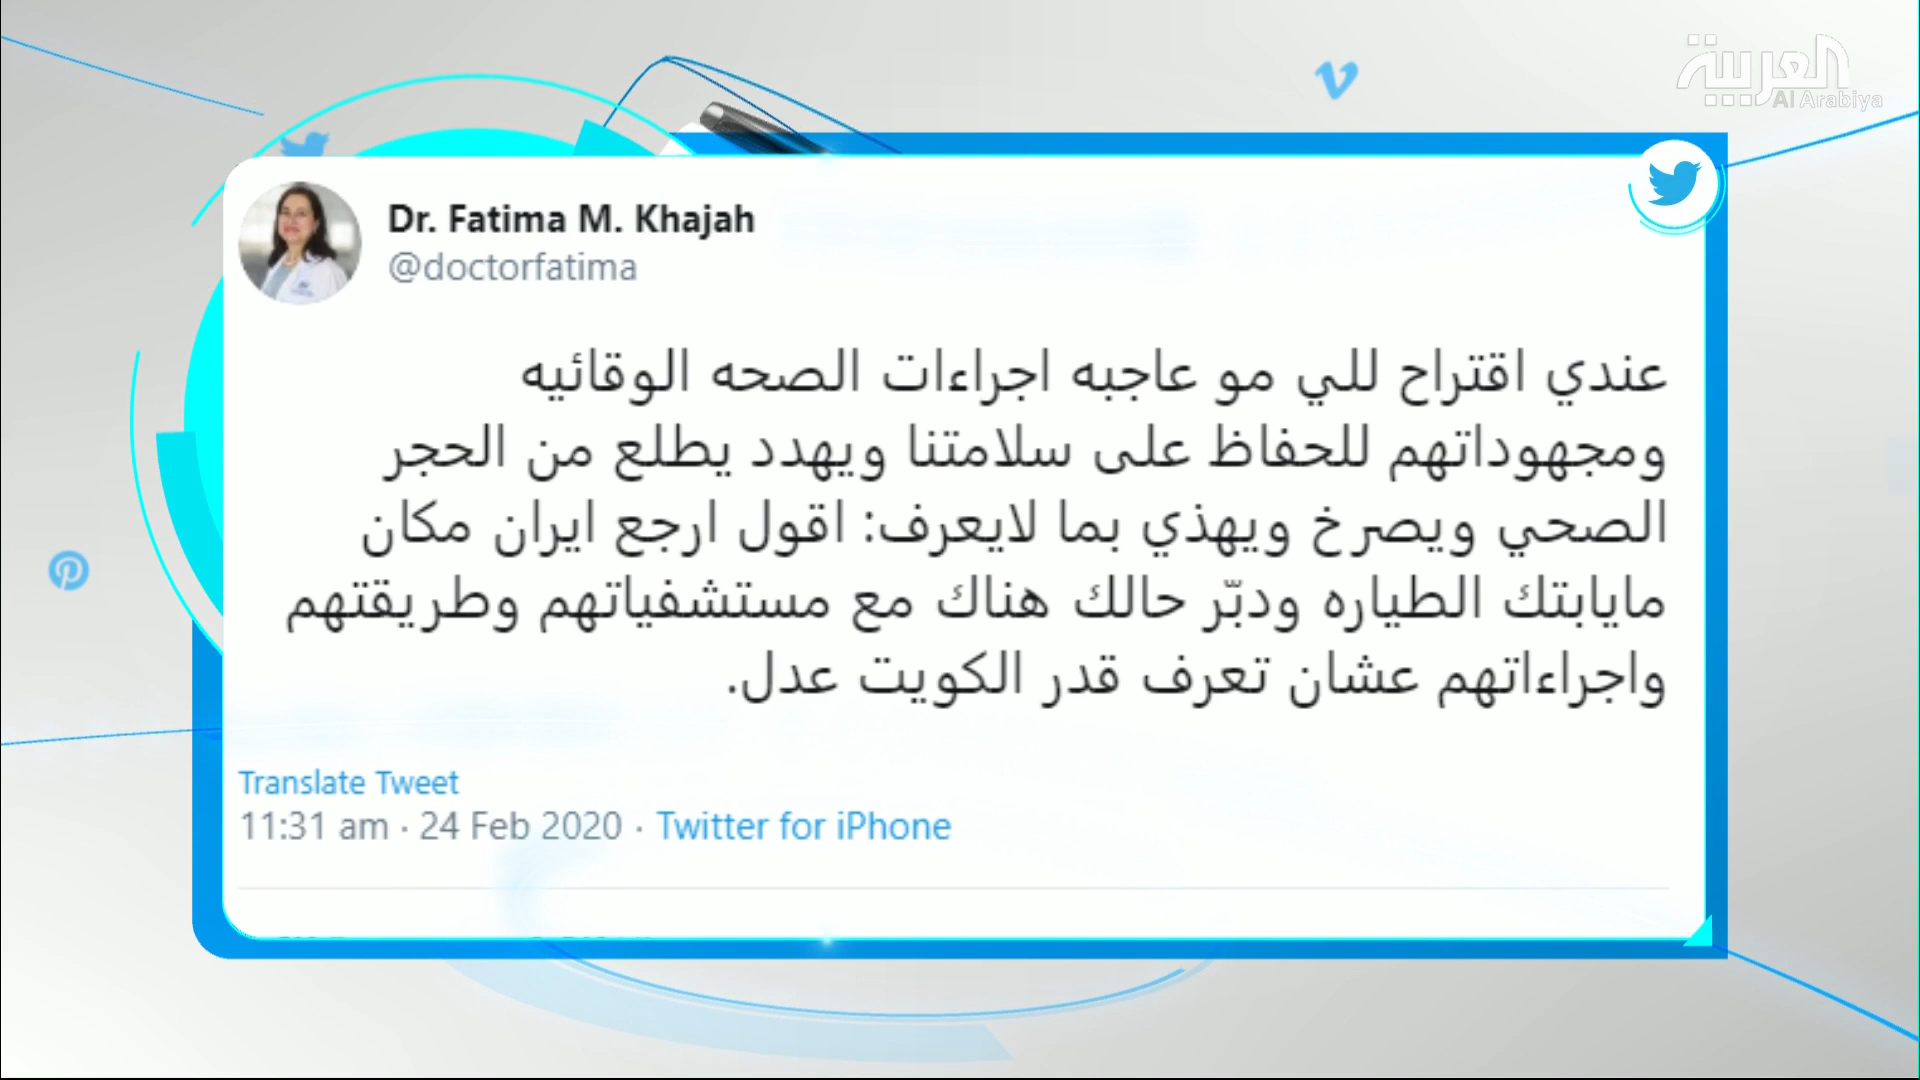 العربية
Al Arabiya
Dr. Fatima M. Khajah
@doctorfatima
عندي اقتراح للي مو عاجبه اجراءات الصحه الوقائيه
ومجهوداتهم للحفاظ على سلامتنا ويهدد يطلع من الحجر
الصحي ويصرخ ويهذي بما لايعرف: اقول ارجع ايران مكان
مايابتك الطياره ودبّر حالك هناك مع مستشفياتهم وطريقتهم
واجراءاتهم عشان تعرف قدر الكويت عدل.
Translate Tweet
11:31 am · 24 Feb 2020 · Twitter for iPhone